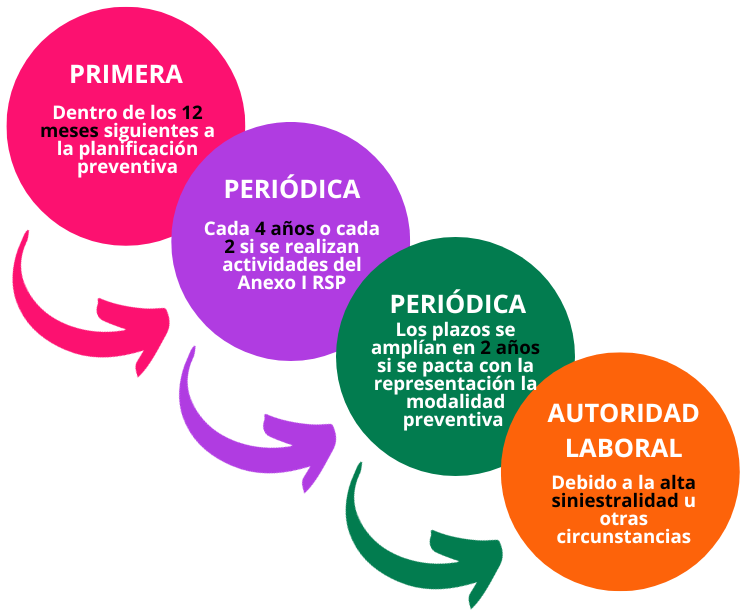 PRIMERA
Dentro de los 12
meses siguientes a
la planificación
preventiva
PERIÓDICA
Cada 4 años o cada
2 si se realizan
actividades del
Anexo I RSP
PERIÓDICA
Los plazos se
amplían en 2 años
si se pacta con la
representación la
modalidad
preventiva
AUTORIDAD
LABORAL
Debido a la alta
siniestralidad u
otras
circunstancias